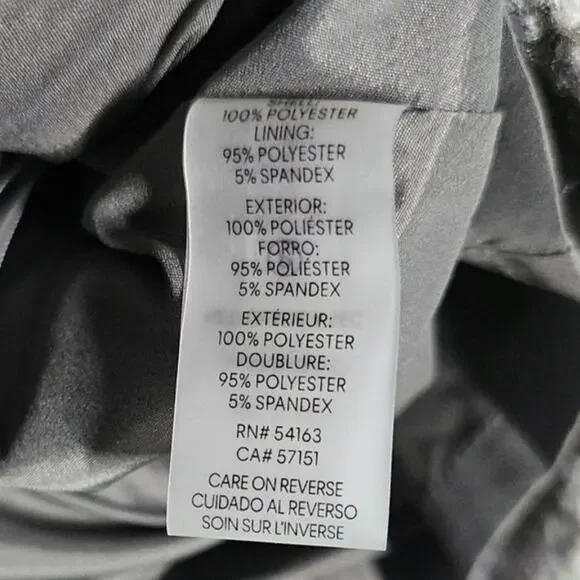 SHELL:
100% POLYESTER
LINING:
95% POLYESTER
5% SPANDEX
EXTERIOR:
100% POLIÉSTER
FORRO:
95% POLIÉSTER
5% SPANDEX
EXTÉRIEUR:
100% POLYESTER
DOUBLURE:
95% POLYESTER
5% SPANDEX
RN# 54163
CA# 57151
CARE ON REVERSE
CUIDADO AL REVERSO
SOIN SUR L'INVERSE